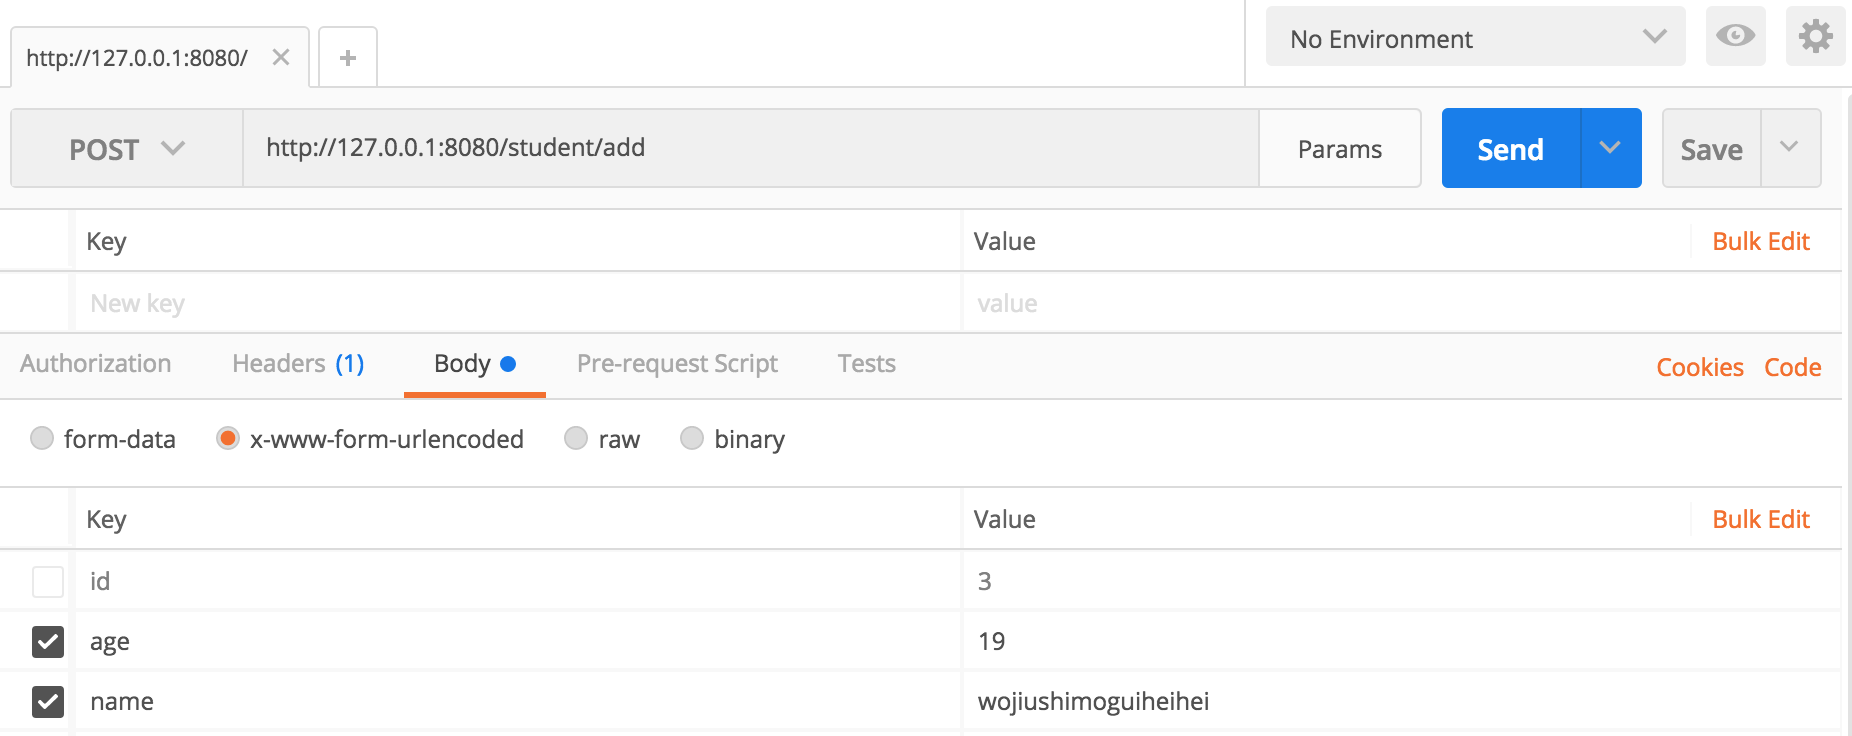 http://127.0.0.1:8080/
No Environment
POST http://127.0.0.1:8080/student/add Params Send Save
Key Value Bulk Edit
New key value
Authorization Headers (1) Body Pre-request Script Tests Cookies Code
form-data x-www-form-urlencoded raw binary
Key Value Bulk Edit
id 3
age 19
name wojiushimoguiheihei